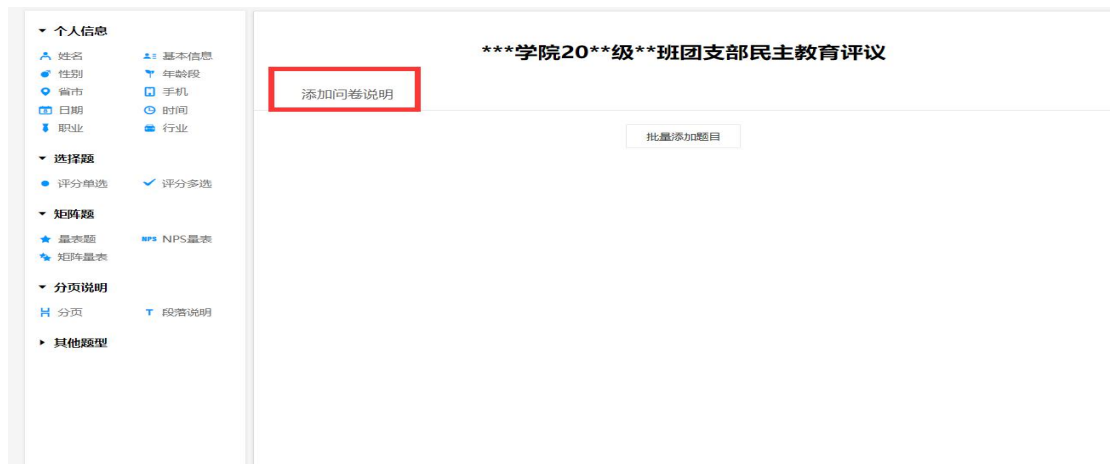 个人信息
姓名 基本信息
性别 年龄段
省市 手机
日期 时间
职业 行业
选择题
评分单选 评分多选
矩阵题
量表题 NPS NPS量表
矩阵量表
分页说明
分页 T 段落说明
其他题型
***学院20**级**班团支部民主教育评议
添加问卷说明
批量添加题目